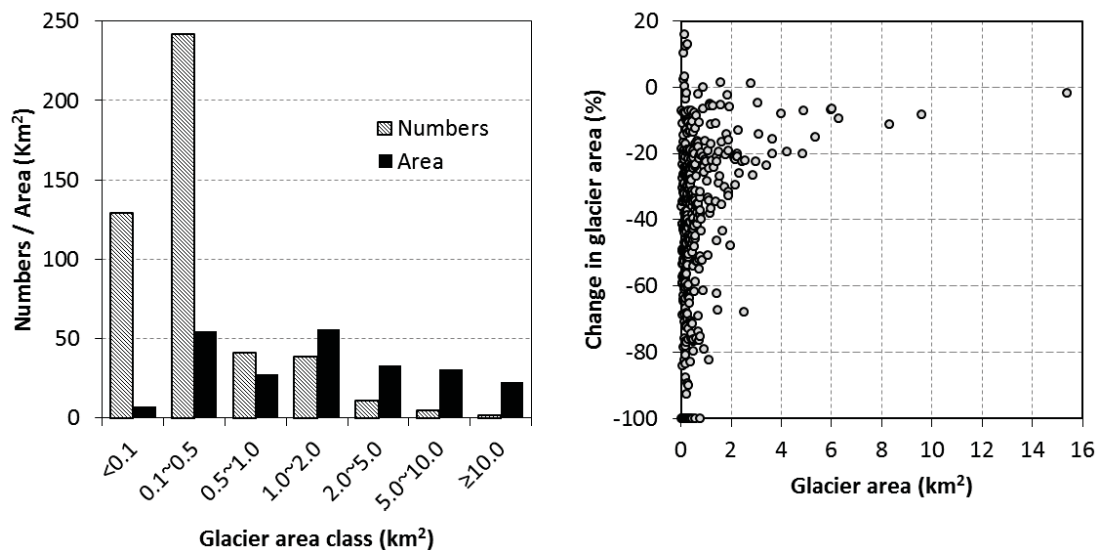 250
200
150
100
50
0
Numbers / Area (Km²)
Numbers
Area
<0.1
0.1~0.5
0.5~1.0
1.0~2.0
2.0~5.0
5.0~10.0
≥10.0
Glacier area class (km²)
20
0
-20
-40
-60
-80
-100
Change in glacier area (%)
0 2 4 6 8 10 12 14 16
Glacier area (km²)